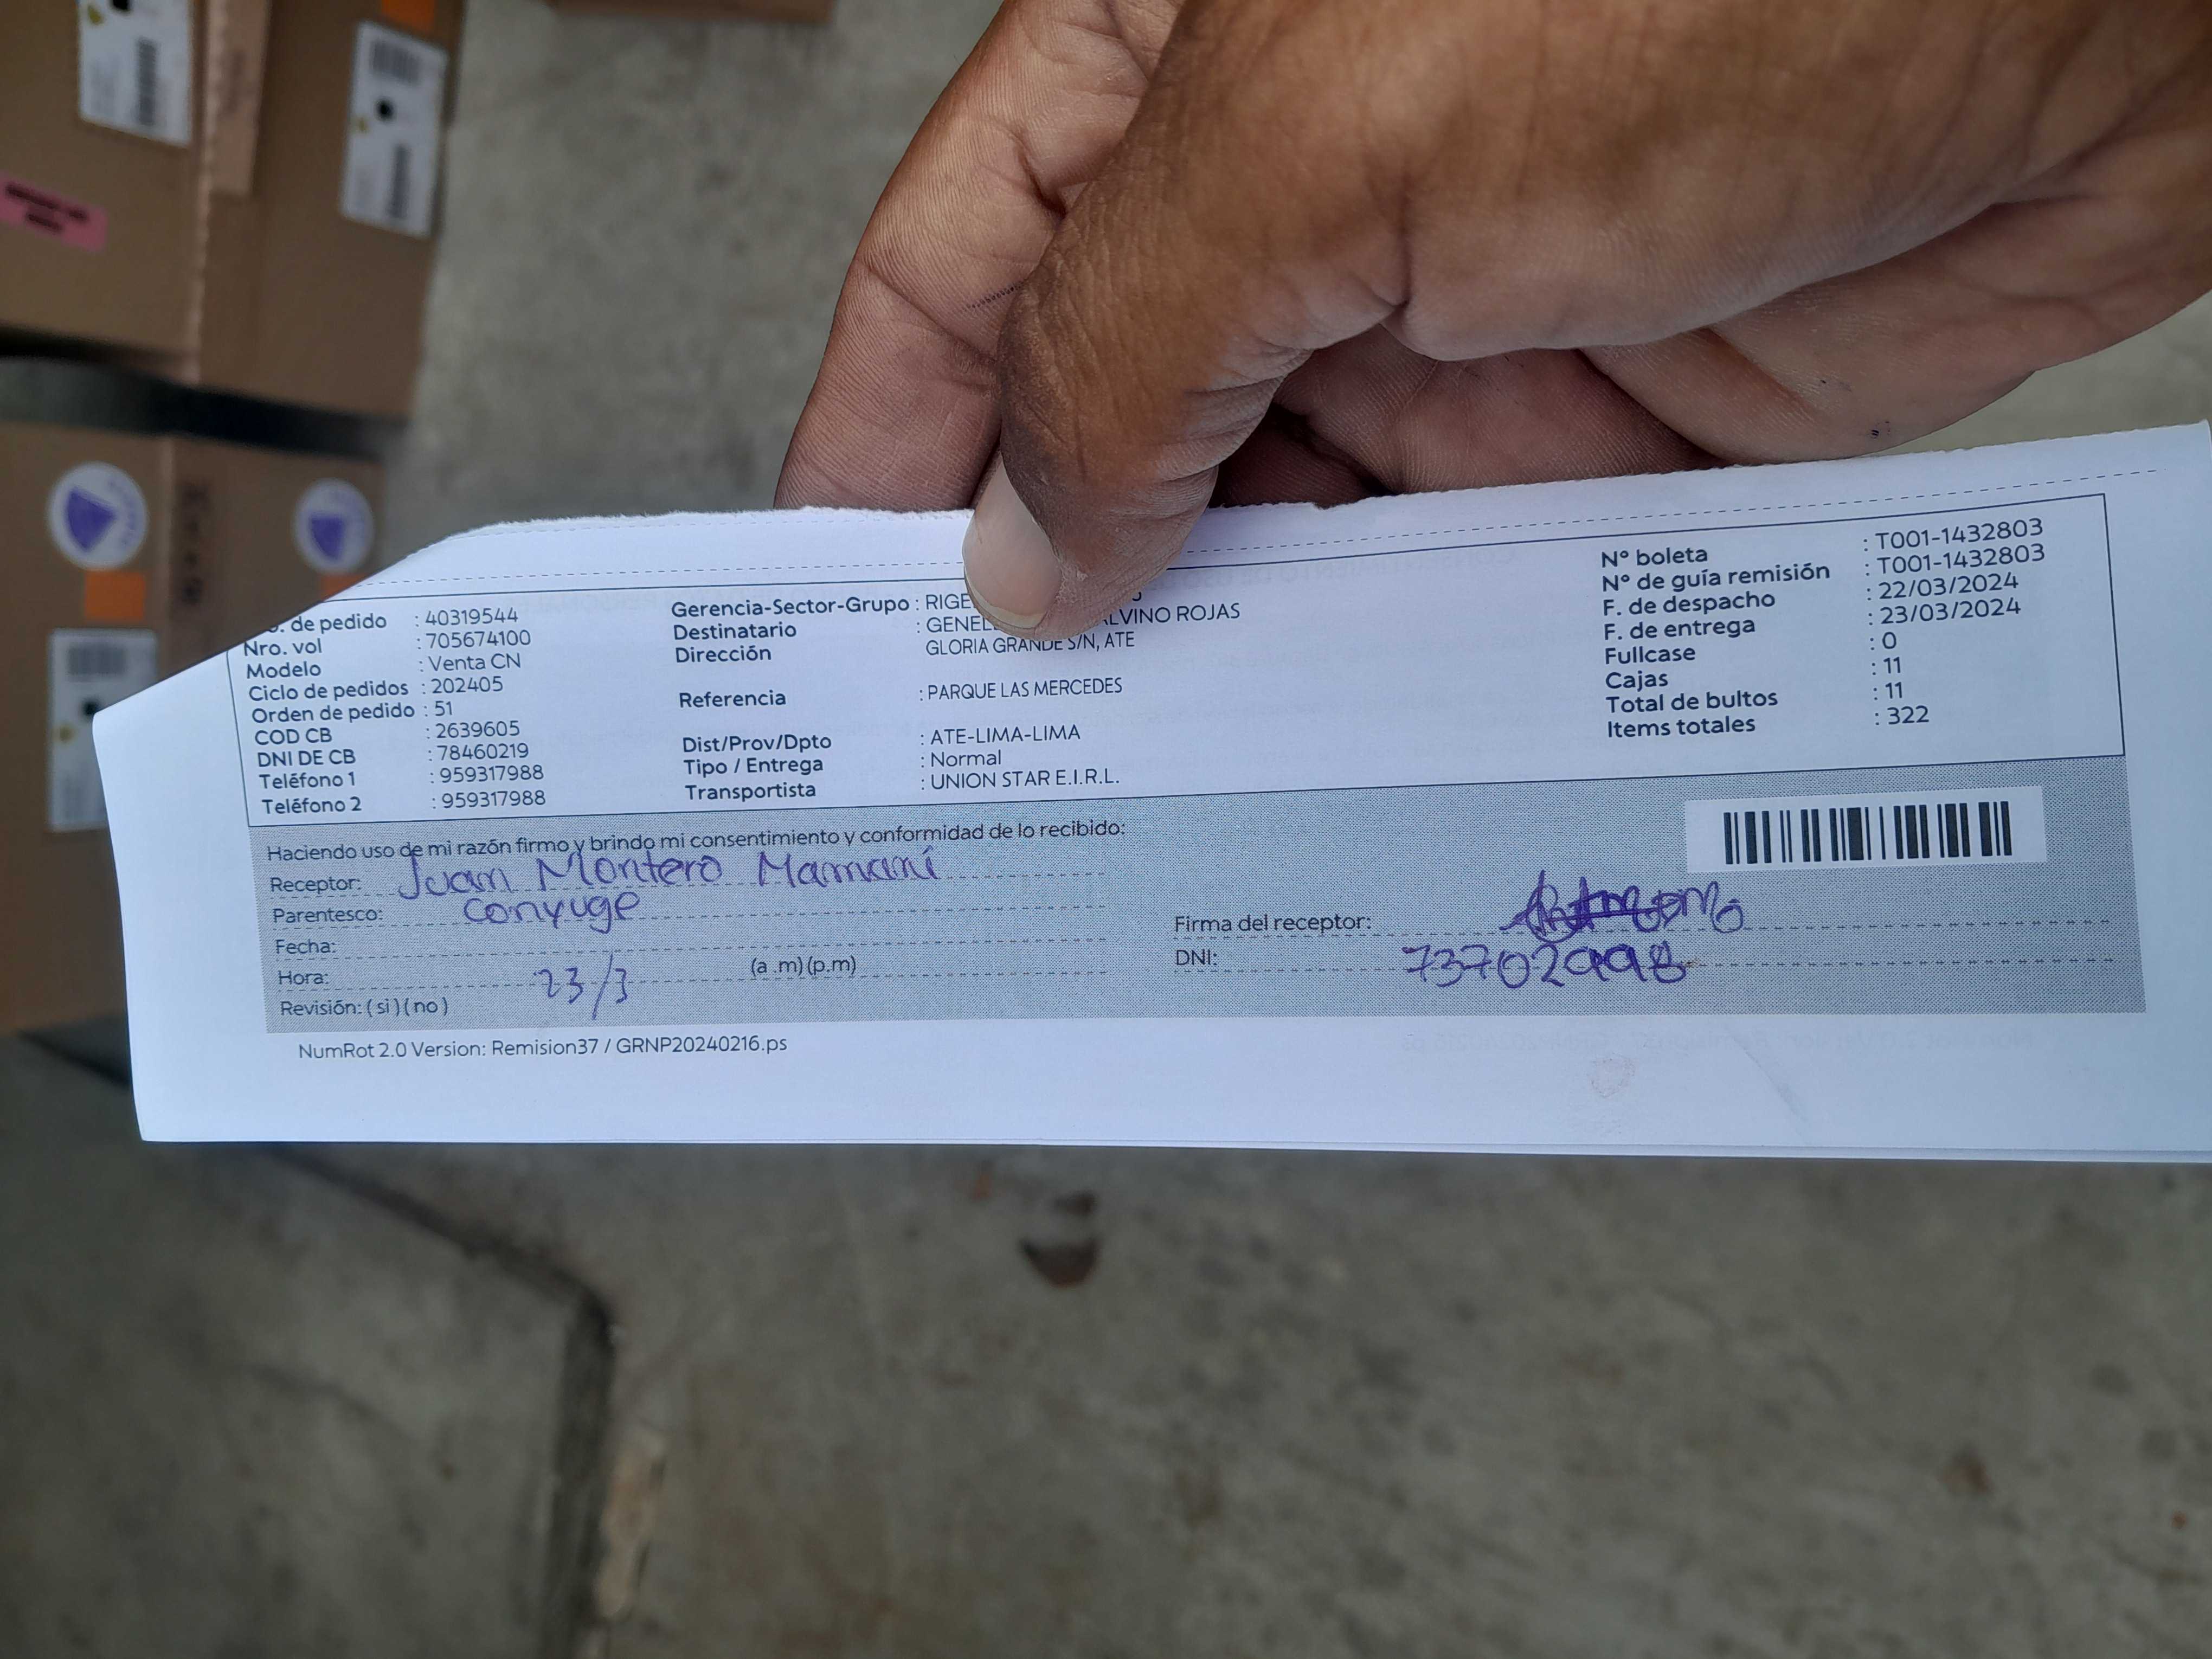 de pedido : 40319544
Nro. vol : 705674100
Modelo : Venta CN
Ciclo de pedidos : 202405
Orden de pedido : 51
COD CB : 2639605
DNI DE CB : 78460219
Teléfono 1 : 959317988
Teléfono 2 : 959317988
Gerencia-Sector-Grupo :
Destinatario : ROJAS
Dirección GLORIA GRANDE S/N, ATE
Referencia : PARQUE LAS MERCEDES
Dist/Prov/Dpto : ATE-LIMA-LIMA
Tipo / Entrega : Normal
Transportista : UNION STAR E.I.R.L.
N° boleta : T001-1432803
N° de guía remisión : T001-1432803
F. de despacho : 22/03/2024
F. de entrega : 23/03/2024
Fullcase : 0
Cajas : 11
Total de bultos : 11
Items totales : 322
Haciendo uso de mi razón firmo y brindo mi consentimiento y conformidad de lo recibido:
Receptor: Juan Montero Mamani
Parentesco: Conyuge
Fecha:
Hora: 23/3 (a .m) (p.m)
Revisión: ( si ) ( no )
Firma del receptor:
DNI: 73702998
NumRot 2.0 Version: Remision37 / GRNP20240216.ps